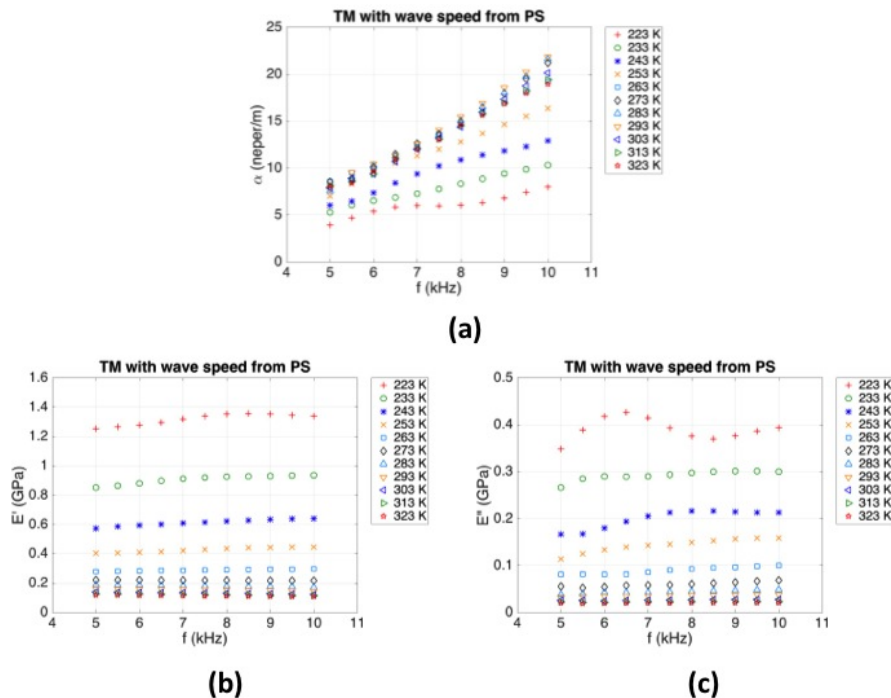 TM with wave speed from PS
25
20
15
10
5
0
α (neper/m)
4 5 6 7 8 9 10 11
f (kHz)
223 K
233 K
243 K
253 K
263 K
273 K
283 K
293 K
303 K
313 K
323 K
(a)
TM with wave speed from PS
1.6
1.4
1.2
1
0.8
0.6
0.4
0.2
0
E' (GPa)
4 5 6 7 8 9 10 11
f (kHz)
223 K
233 K
243 K
253 K
263 K
273 K
283 K
293 K
303 K
313 K
323 K
(b)
TM with wave speed from PS
0.5
0.4
0.3
0.2
0.1
0
E" (GPa)
4 5 6 7 8 9 10 11
f (kHz)
223 K
233 K
243 K
253 K
263 K
273 K
283 K
293 K
303 K
313 K
323 K
(c)